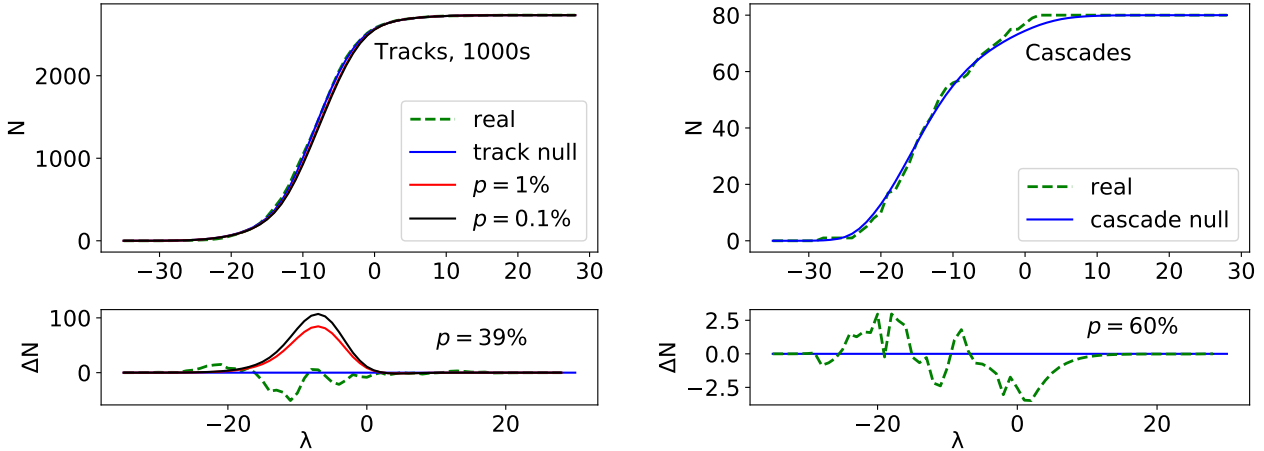 Tracks, 1000s
N
2000
1000
0
real
track null
p = 1%
p = 0.1%
−30 −20 −10 0 10 20 30
ΔN
100
0
p = 39%
−20 0 20
λ
Cascades
N
80
60
40
20
0
real
cascade null
−30 −20 −10 0 10 20 30
ΔN
2.5
0.0
−2.5
p = 60%
−20 0 20
λ